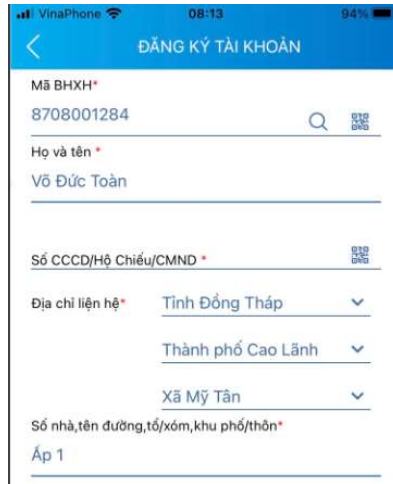 VinaPhone 08:13 94%
ĐĂNG KÝ TÀI KHOẢN
Mã BHXH*
8708001284
Họ và tên *
Võ Đức Toàn
Số CCCD/Hộ Chiếu/CMND *
Địa chỉ liên hệ* Tỉnh Đồng Tháp
Thành phố Cao Lãnh
Xã Mỹ Tân
Số nhà,tên đường,tổ/xóm,khu phố/thôn*
Ấp 1